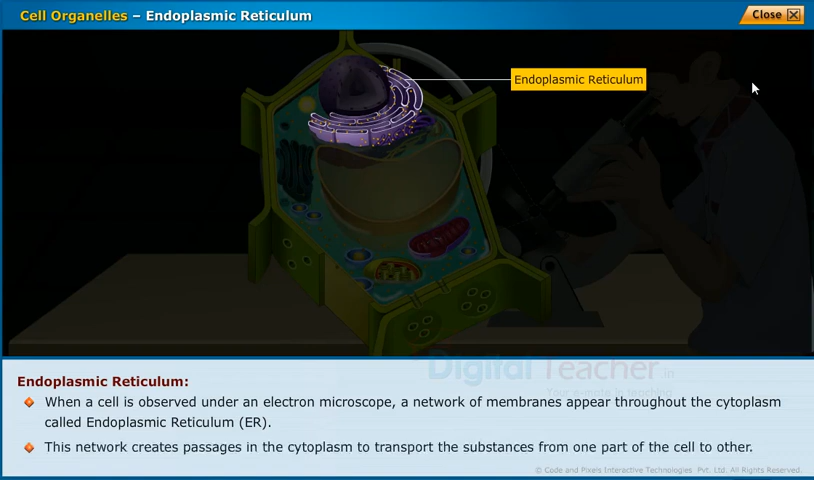 Cell Organelles – Endoplasmic Reticulum
Close
Endoplasmic Reticulum
Digital Teacher in
Endoplasmic Reticulum:
When a cell is observed under an electron microscope, a network of membranes appear throughout the cytoplasm
called Endoplasmic Reticulum (ER).
This network creates passages in the cytoplasm to transport the substances from one part of the cell to other.
© Code and Pixels Interactive Technologies Pvt. Ltd. All Rights Reserved.